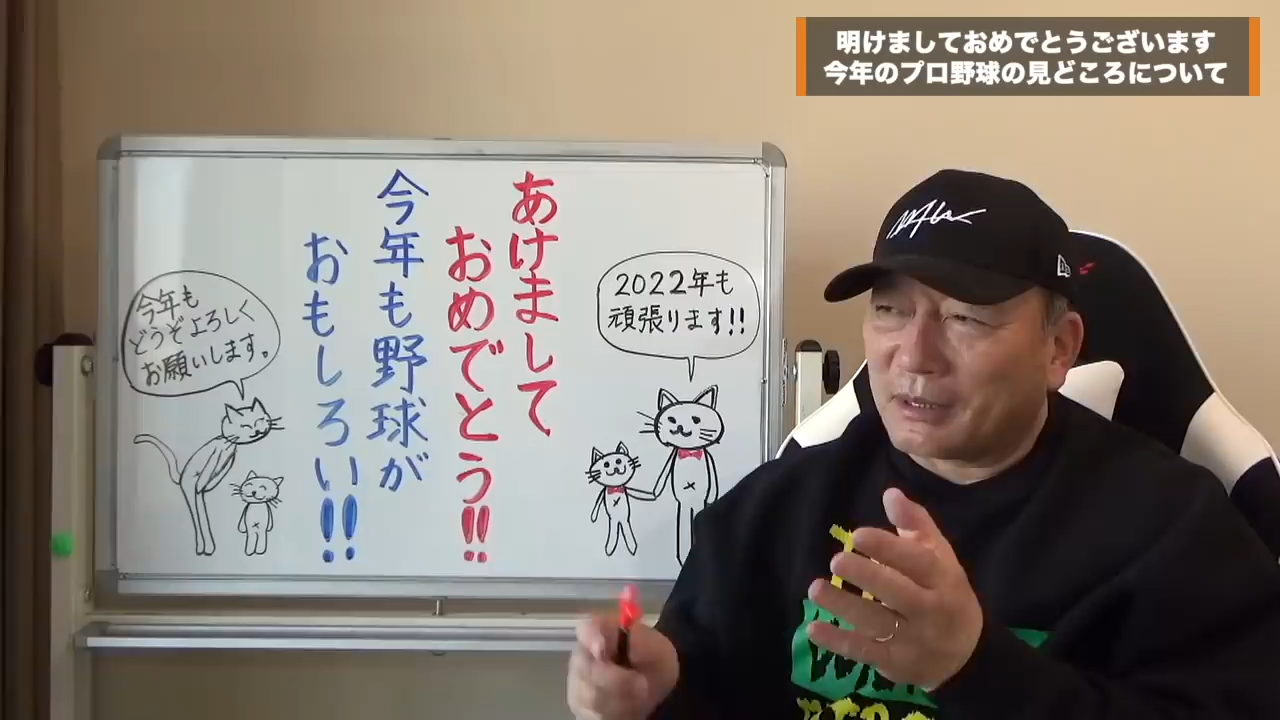 明けましておめでとうございます
今年のプロ野球の見どころについて
あけまして
おめでとう!!
今年も野球が
おもしろい!!
2022年も
頑張ります!!
今年も
どうぞよろしく
お願いします。